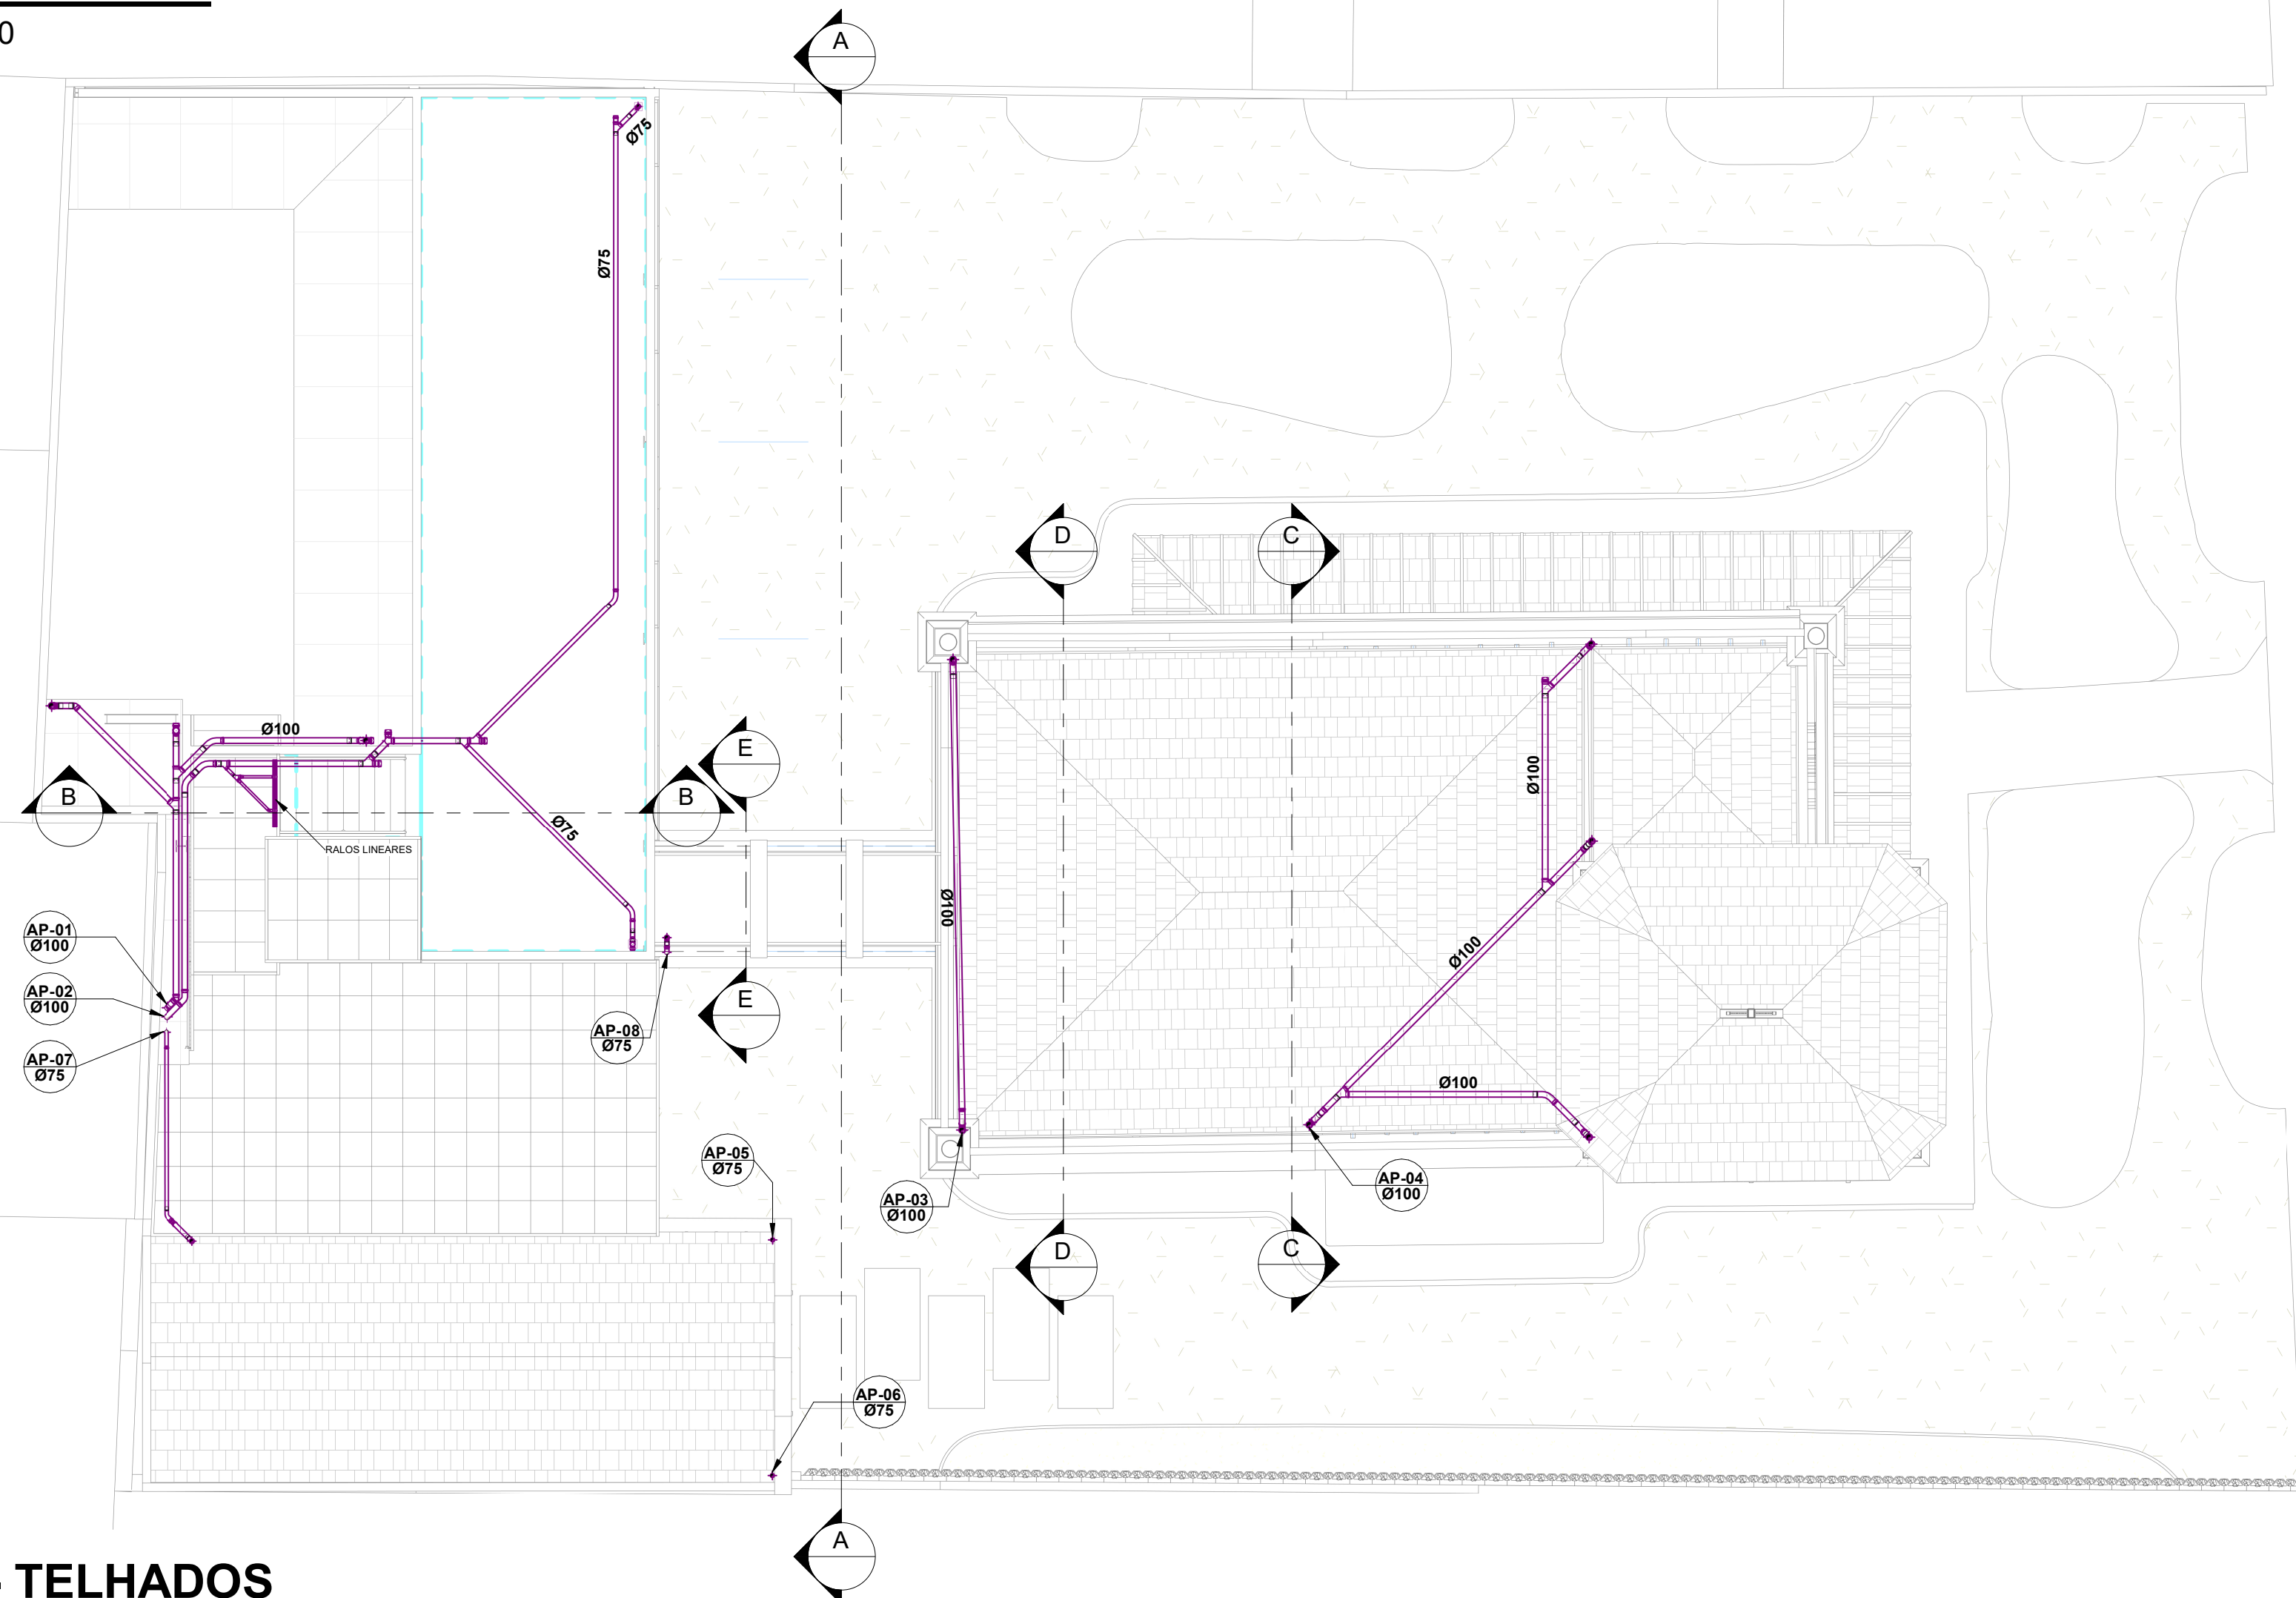 0
A
Ø75
Ø75
D
C
Ø100
E
B
B
Ø100
Ø75
RALOS LINEARES
Ø100
AP-01
Ø100
Ø100
AP-02
Ø100
E
AP-08
Ø75
AP-07
Ø75
Ø100
AP-05
Ø75
AP-03
Ø100
AP-04
Ø100
D
C
AP-06
Ø75
A
- TELHADOS